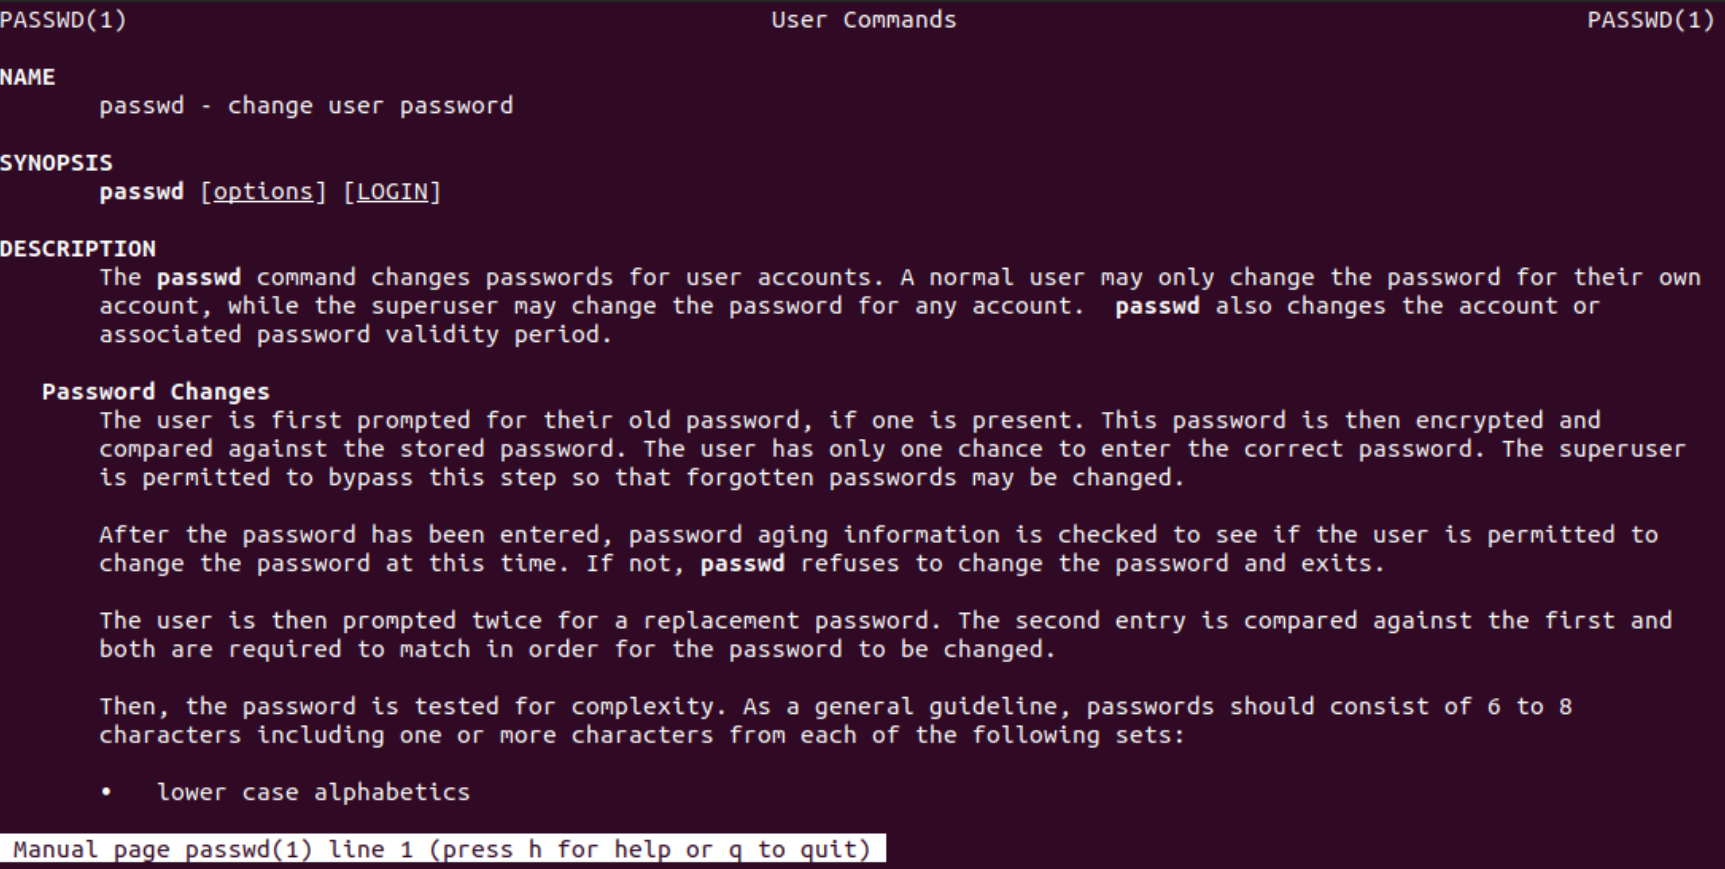 PASSWD(1) User Commands PASSWD(1)
NAME
passwd - change user password
SYNOPSIS
passwd [options] [LOGIN]
DESCRIPTION
The passwd command changes passwords for user accounts. A normal user may only change the password for their own
account, while the superuser may change the password for any account.  passwd also changes the account or
associated password validity period.
Password Changes
The user is first prompted for their old password, if one is present. This password is then encrypted and
compared against the stored password. The user has only one chance to enter the correct password. The superuser
is permitted to bypass this step so that forgotten passwords may be changed.
After the password has been entered, password aging information is checked to see if the user is permitted to
change the password at this time. If not, passwd refuses to change the password and exits.
The user is then prompted twice for a replacement password. The second entry is compared against the first and
both are required to match in order for the password to be changed.
Then, the password is tested for complexity. As a general guideline, passwords should consist of 6 to 8
characters including one or more characters from each of the following sets:
• lower case alphabetics
Manual page passwd(1) line 1 (press h for help or q to quit)